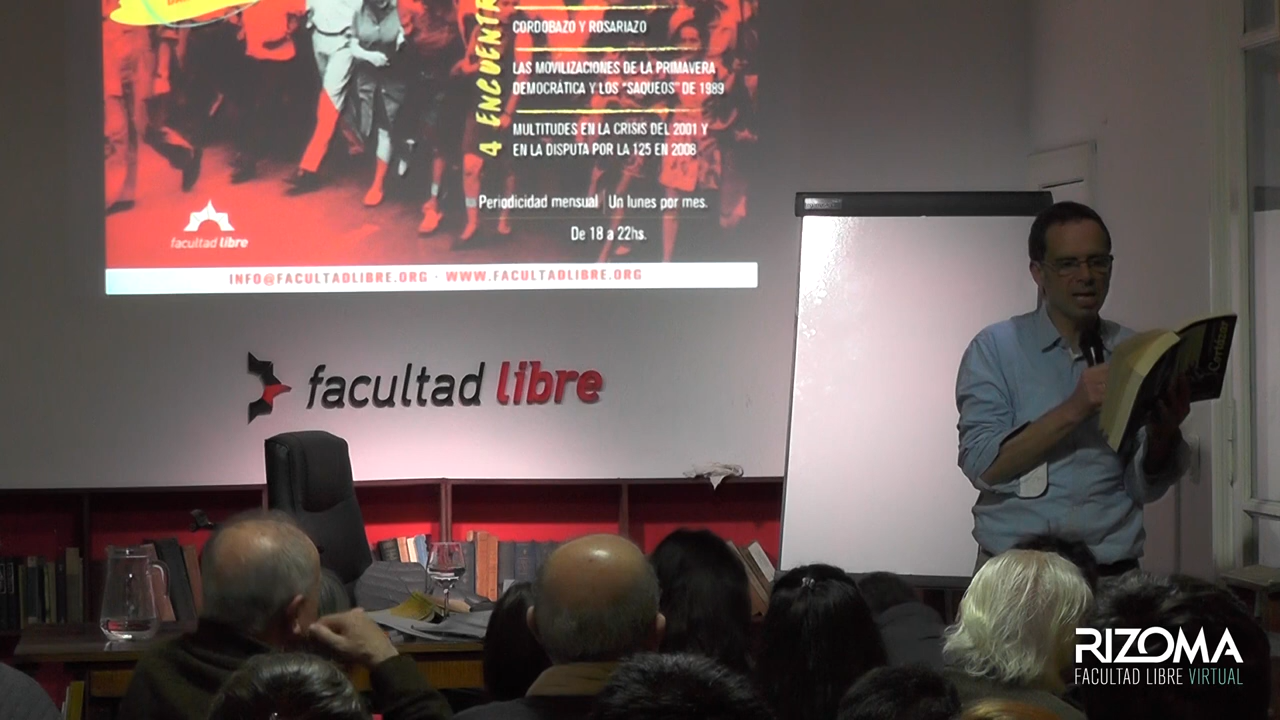 4 ENCUENTR
CORDOBAZO Y ROSARIAZO
LAS MOVILIZACIONES DE LA PRIMAVERA
DEMOCRÁTICA Y LOS "SAQUEOS" DE 1989
MULTITUDES EN LA CRISIS DEL 2001 Y
EN LA DISPUTA POR LA 125 EN 2008
Periodicidad mensual | Un lunes por mes.
De 18 a 22hs.
facultad libre
INFO@FACULTADLIBRE.ORG - WWW.FACULTADLIBRE.ORG
facultad libre
Cortázar
RIZOMA
FACULTAD LIBRE VIRTUAL